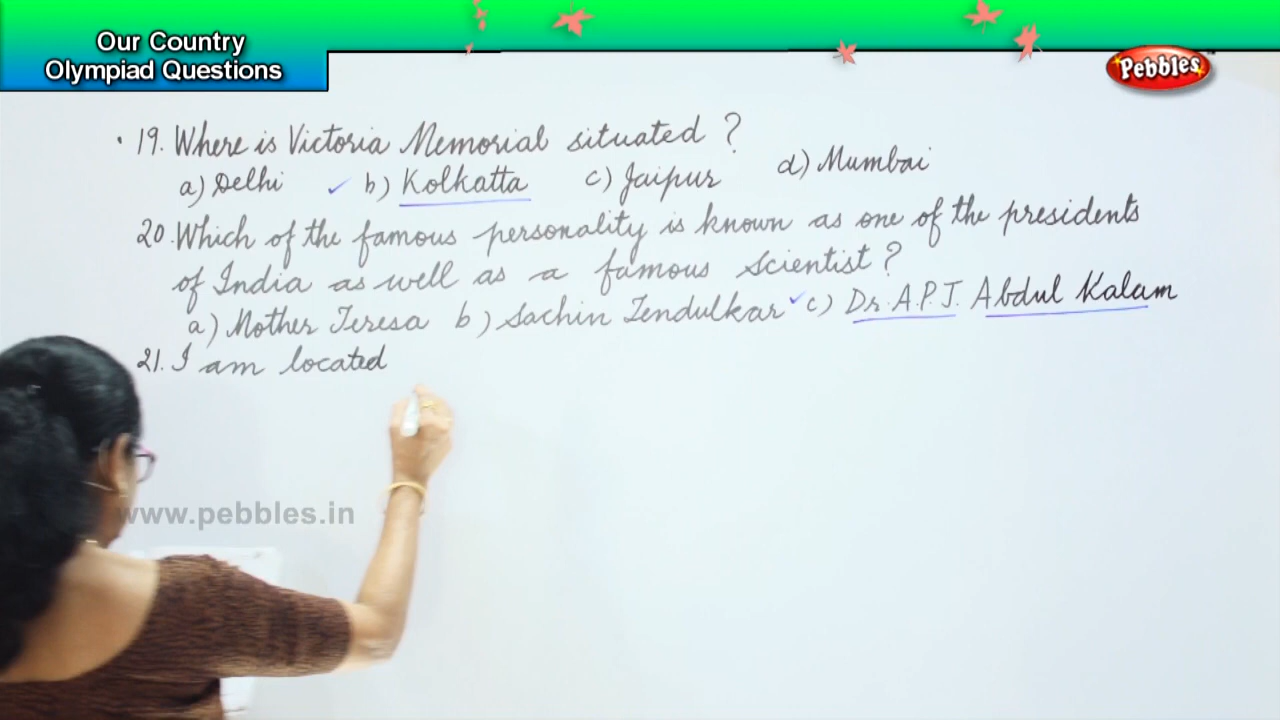 Our Country
Olympiad Questions
Pebbles
19. Where is Victoria Memorial situated ?
a) Delhi ✓ b) Kolkatta c) Jaipur d) Mumbai
20. Which of the famous personality is known as one of the presidents
of India as well as a famous scientist ?
a) Mother Teresa b) Sachin Tendulkar ✓ c) Dr. A.P.J. Abdul Kalam
21. I am located
www.pebbles.in